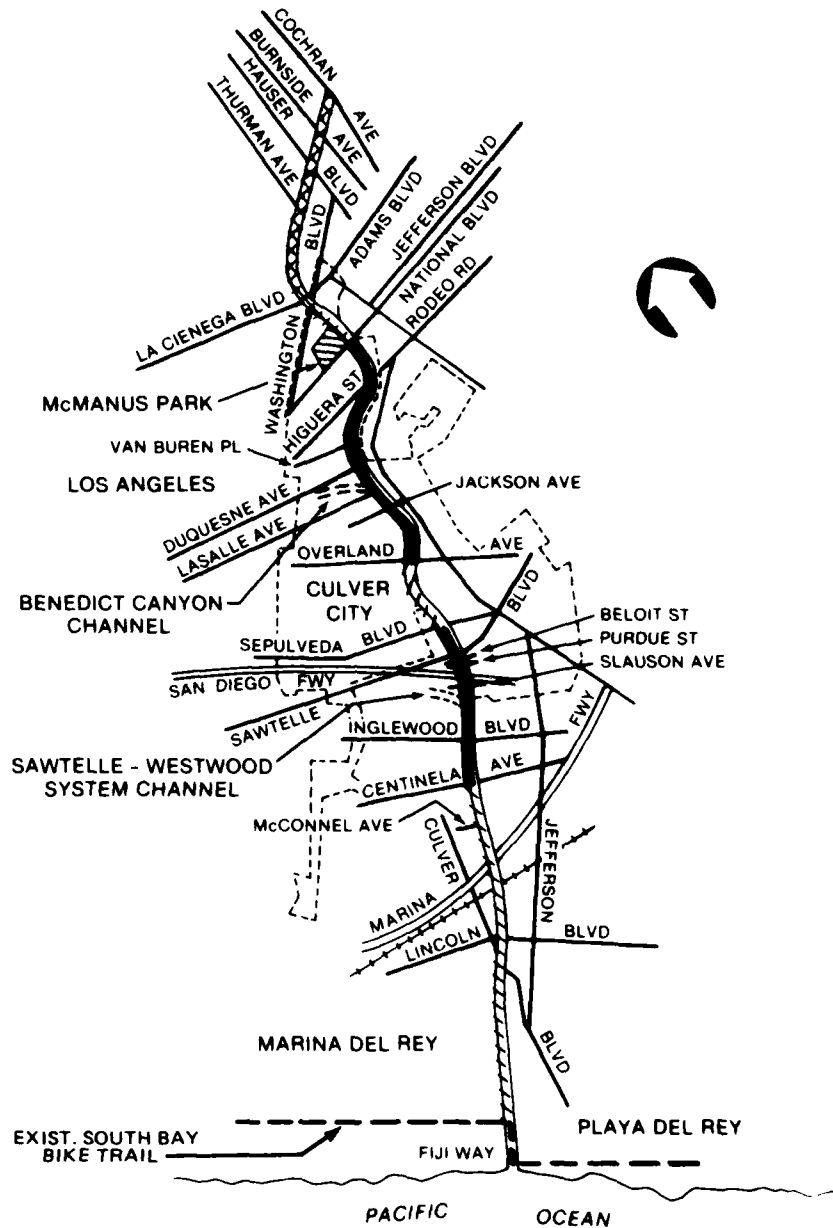 COCHRAN AVE
BURNSIDE AVE
HAUSER BLVD
THURMAN AVE
BLVD
ADAMS BLVD
JEFFERSON BLVD
NATIONAL BLVD
RODEO RD
LA CIENEGA BLVD
WASHINGTON
McMANUS PARK
HIGUERA ST
VAN BUREN PL
LOS ANGELES
JACKSON AVE
DUQUESNE AVE
LASALLE AVE
OVERLAND AVE
BENEDICT CANYON
CHANNEL
CULVER
CITY
BLVD
BELOIT ST
PURDUE ST
SLAUSON AVE
SEPULVEDA BLVD
SAN DIEGO FWY
SAWTELLE
FWY
INGLEWOOD BLVD
SAWTELLE - WESTWOOD
SYSTEM CHANNEL
CENTINELA AVE
McCONNEL AVE
CULVER
JEFFERSON
MARINA
LINCOLN BLVD
BLVD
MARINA DEL REY
PLAYA DEL REY
EXIST. SOUTH BAY
BIKE TRAIL
FIJI WAY
PACIFIC OCEAN